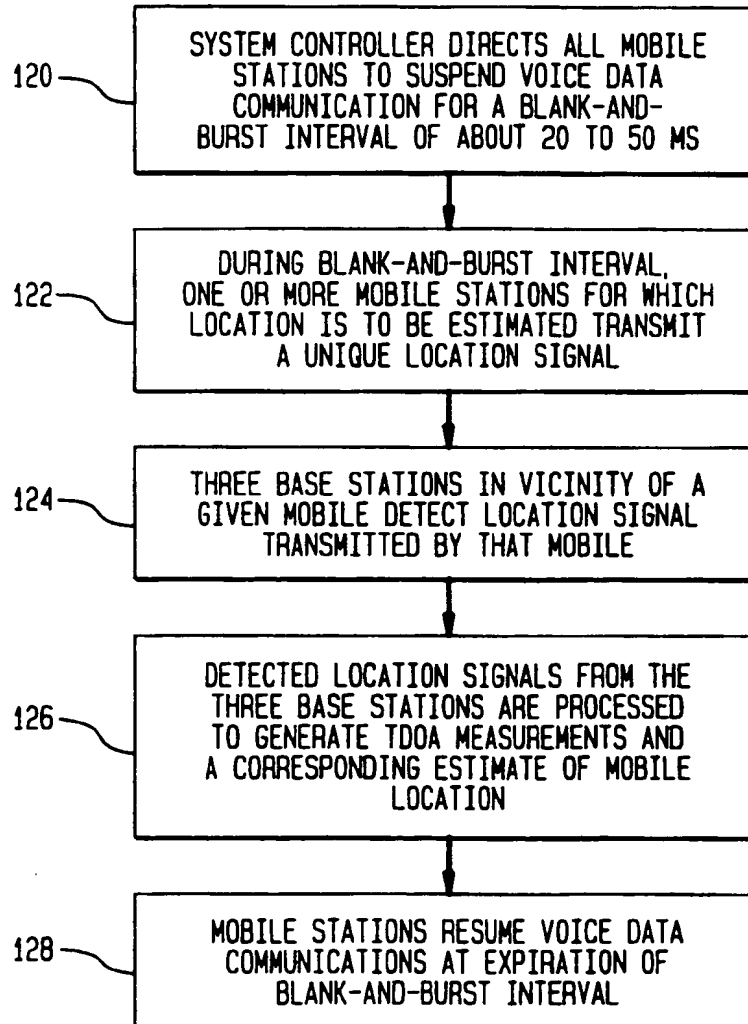 120
SYSTEM CONTROLLER DIRECTS ALL MOBILE
STATIONS TO SUSPEND VOICE DATA
COMMUNICATION FOR A BLANK-AND-
BURST INTERVAL OF ABOUT 20 TO 50 MS
122
DURING BLANK-AND-BURST INTERVAL,
ONE OR MORE MOBILE STATIONS FOR WHICH
LOCATION IS TO BE ESTIMATED TRANSMIT
A UNIQUE LOCATION SIGNAL
124
THREE BASE STATIONS IN VICINITY OF A
GIVEN MOBILE DETECT LOCATION SIGNAL
TRANSMITTED BY THAT MOBILE
126
DETECTED LOCATION SIGNALS FROM THE
THREE BASE STATIONS ARE PROCESSED
TO GENERATE TDOA MEASUREMENTS AND
A CORRESPONDING ESTIMATE OF MOBILE
LOCATION
128
MOBILE STATIONS RESUME VOICE DATA
COMMUNICATIONS AT EXPIRATION OF
BLANK-AND-BURST INTERVAL